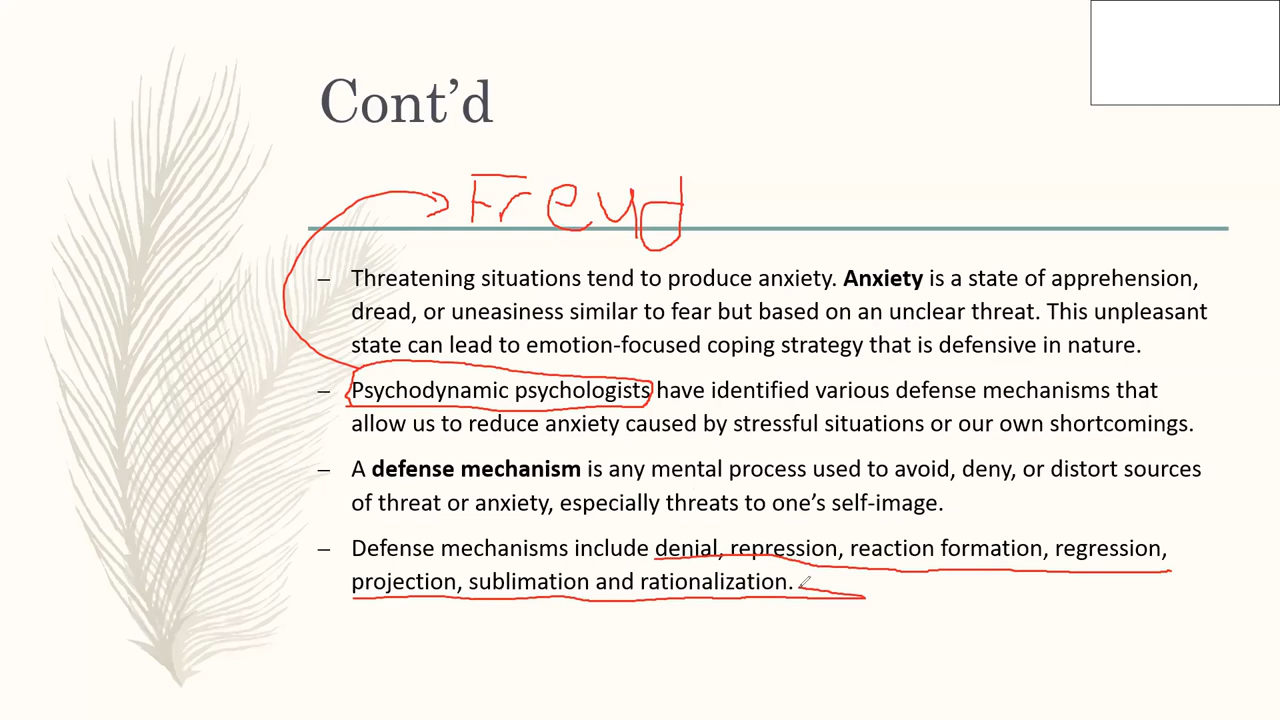 Cont’d
Freyd
– Threatening situations tend to produce anxiety. Anxiety is a state of apprehension,
dread, or uneasiness similar to fear but based on an unclear threat. This unpleasant
state can lead to emotion-focused coping strategy that is defensive in nature.
– Psychodynamic psychologists have identified various defense mechanisms that
allow us to reduce anxiety caused by stressful situations or our own shortcomings.
– A defense mechanism is any mental process used to avoid, deny, or distort sources
of threat or anxiety, especially threats to one’s self-image.
– Defense mechanisms include denial, repression, reaction formation, regression,
projection, sublimation and rationalization.